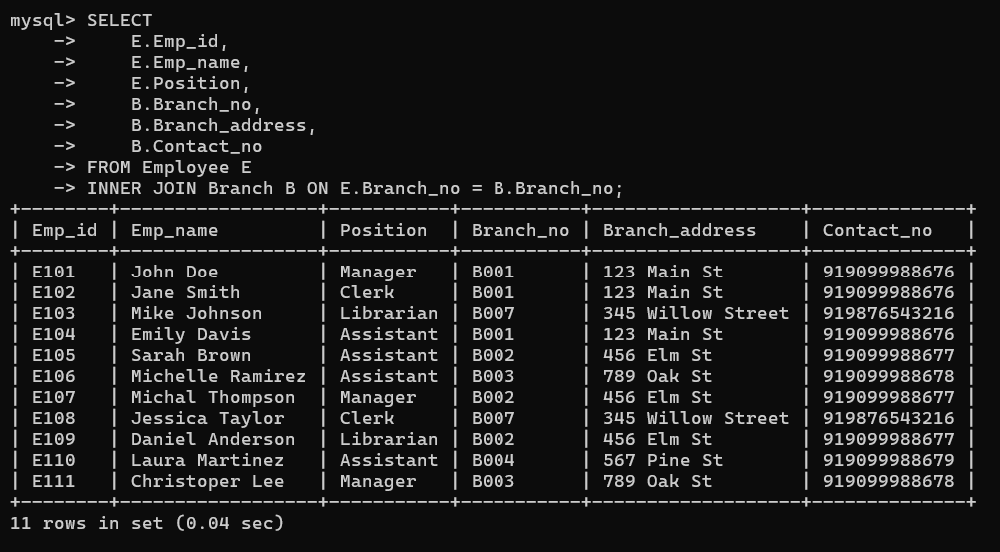 mysql> SELECT
    ->     E.Emp_id,
    ->     E.Emp_name,
    ->     E.Position,
    ->     B.Branch_no,
    ->     B.Branch_address,
    ->     B.Contact_no
    -> FROM Employee E
    -> INNER JOIN Branch B ON E.Branch_no = B.Branch_no;
+--------+------------------+-----------+-----------+-------------------+--------------+
| Emp_id | Emp_name         | Position  | Branch_no | Branch_address    | Contact_no   |
+--------+------------------+-----------+-----------+-------------------+--------------+
| E101   | John Doe         | Manager   | B001      | 123 Main St       | 919099988676 |
| E102   | Jane Smith       | Clerk     | B001      | 123 Main St       | 919099988676 |
| E103   | Mike Johnson     | Librarian | B007      | 345 Willow Street | 919876543216 |
| E104   | Emily Davis      | Assistant | B001      | 123 Main St       | 919099988676 |
| E105   | Sarah Brown      | Assistant | B002      | 456 Elm St        | 919099988677 |
| E106   | Michelle Ramirez | Assistant | B003      | 789 Oak St        | 919099988678 |
| E107   | Michal Thompson  | Manager   | B002      | 456 Elm St        | 919099988677 |
| E108   | Jessica Taylor   | Clerk     | B007      | 345 Willow Street | 919876543216 |
| E109   | Daniel Anderson  | Librarian | B002      | 456 Elm St        | 919099988677 |
| E110   | Laura Martinez   | Assistant | B004      | 567 Pine St       | 919099988679 |
| E111   | Christoper Lee   | Manager   | B003      | 789 Oak St        | 919099988678 |
+--------+------------------+-----------+-----------+-------------------+--------------+
11 rows in set (0.04 sec)